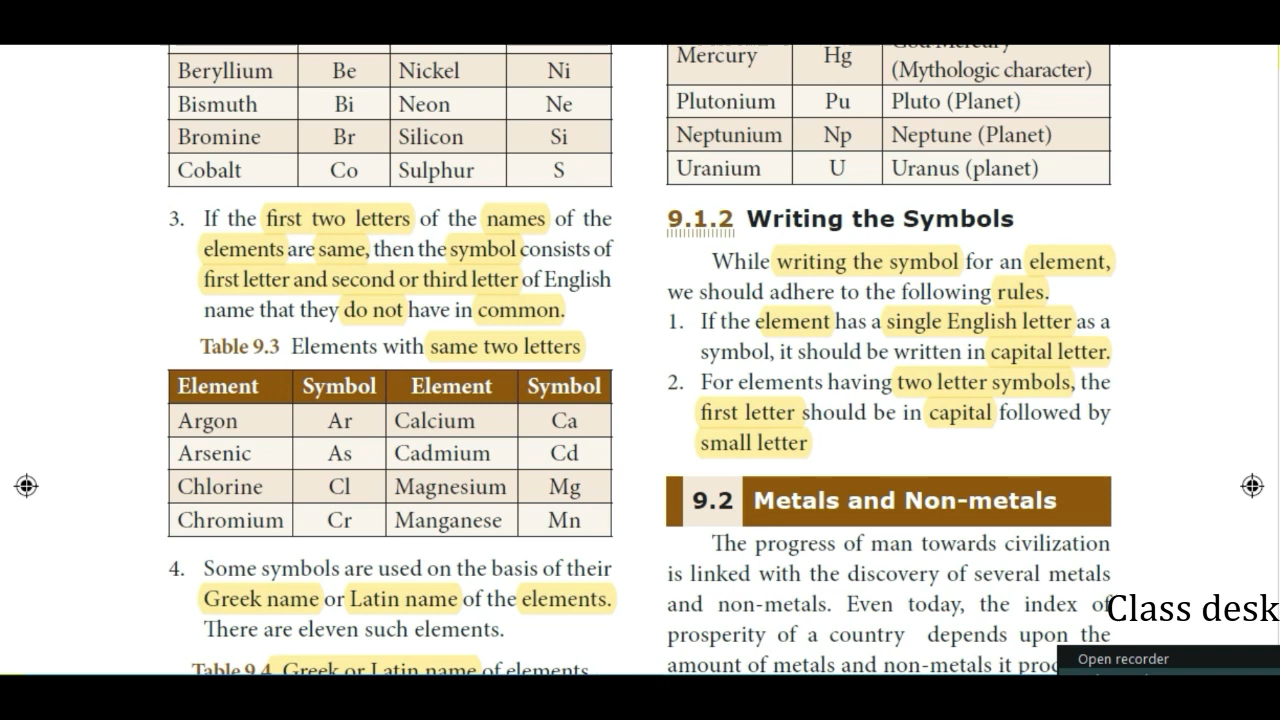 Beryllium Be Nickel Ni
Bismuth Bi Neon Ne
Bromine Br Silicon Si
Cobalt Co Sulphur S
3. If the first two letters of the names of the
elements are same, then the symbol consists of
first letter and second or third letter of English
name that they do not have in common.
Table 9.3 Elements with same two letters
Element Symbol Element Symbol
Argon Ar Calcium Ca
Arsenic As Cadmium Cd
Chlorine Cl Magnesium Mg
Chromium Cr Manganese Mn
4. Some symbols are used on the basis of their
Greek name or Latin name of the elements.
There are eleven such elements.
Table 9.4 Greek or Latin name of elements
God Mercury
Mercury Hg (Mythologic character)
Plutonium Pu Pluto (Planet)
Neptunium Np Neptune (Planet)
Uranium U Uranus (planet)
9.1.2 Writing the Symbols
While writing the symbol for an element,
we should adhere to the following rules.
1. If the element has a single English letter as a
symbol, it should be written in capital letter.
2. For elements having two letter symbols, the
first letter should be in capital followed by
small letter
9.2 Metals and Non-metals
The progress of man towards civilization
is linked with the discovery of several metals
and non-metals. Even today, the index of
prosperity of a country depends upon the
amount of metals and non-metals it
Class desk
Open recorder